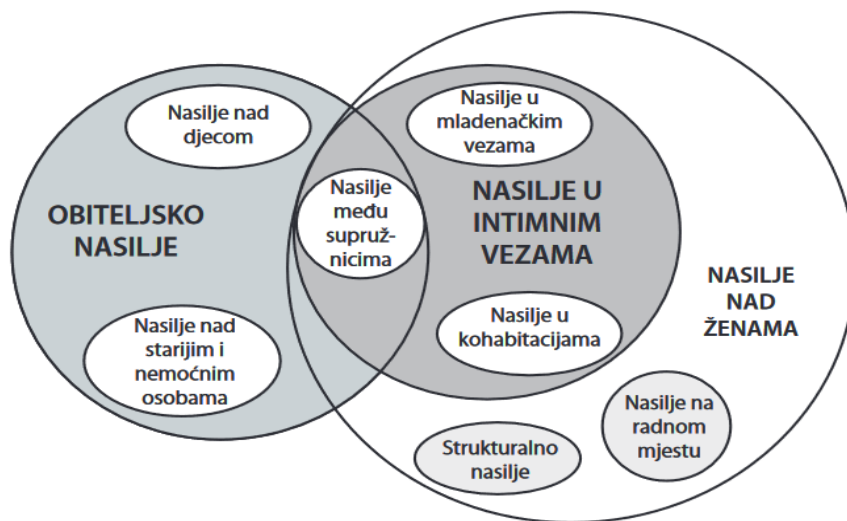 Nasilje nad
djecom
OBITELJSKO
NASILJE
Nasilje nad
starijim i
nemoćnim
osobama
Nasilje
među
supruž-
nicima
Nasilje u
mladenačkim
vezama
NASILJE U
INTIMNIM
VEZAMA
Nasilje u
kohabitacijama
NASILJE
NAD
ŽENAMA
Nasilje na
radnom
mjestu
Strukturalno
nasilje